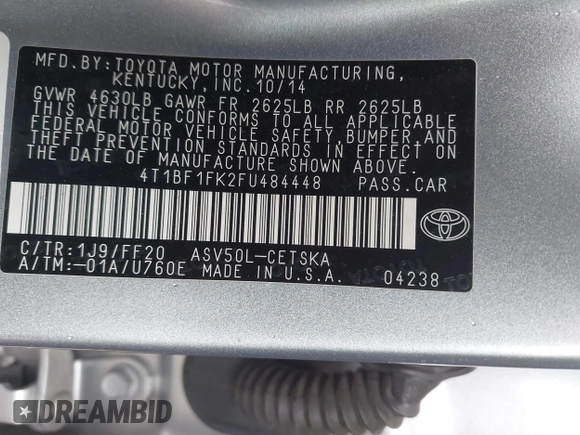 MFD.BY:TOYOTA MOTOR MANUFACTURING,
KENTUCKY,INC.10/14
GVWR 4630LB GAWR FR 2625LB RR 2625LB
THIS VEHICLE CONFORMS TO ALL APPLICABLE
FEDERAL MOTOR VEHICLE SAFETY, BUMPER,AND
THEFT PREVENTION STANDARDS IN EFFECT ON
THE DATE OF MANUFACTURE SHOWN ABOVE.
4T1BF1FK2FU484448 PASS.CAR
C/TR:1J9/FF20 ASV50L-CETSKA
A/TM:-01A/U760E MADE IN U.S.A. 04238
DREAMBID